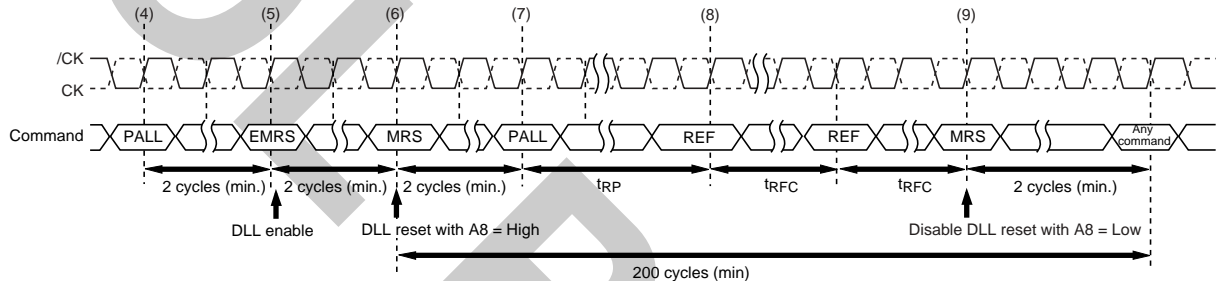 (4) (5) (6) (7) (8) (9)
/CK
CK
Command PALL EMRS MRS PALL REF REF MRS Any command
2 cycles (min.) 2 cycles (min.) 2 cycles (min.) tRP tRFC tRFC 2 cycles (min.)
DLL enable DLL reset with A8 = High Disable DLL reset with A8 = Low
200 cycles (min)